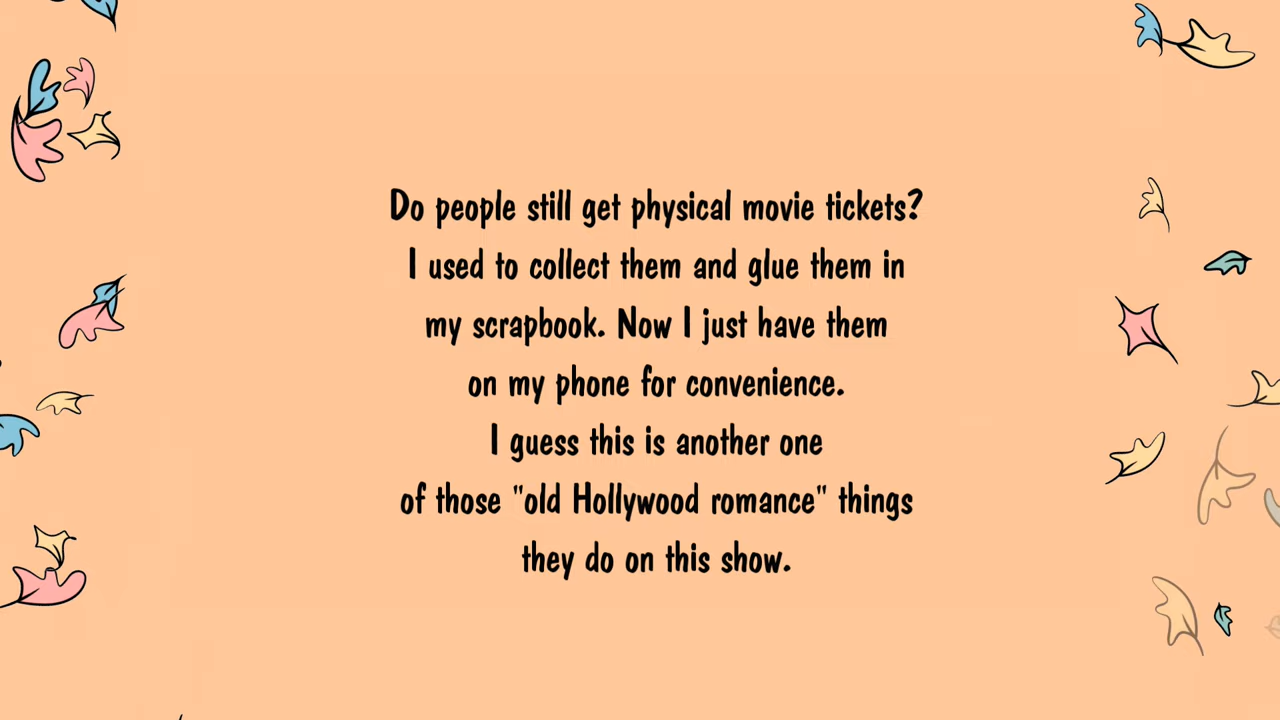 Do people still get physical movie tickets?
I used to collect them and glue them in
my scrapbook. Now I just have them
on my phone for convenience.
I guess this is another one
of those "old Hollywood romance" things
they do on this show.